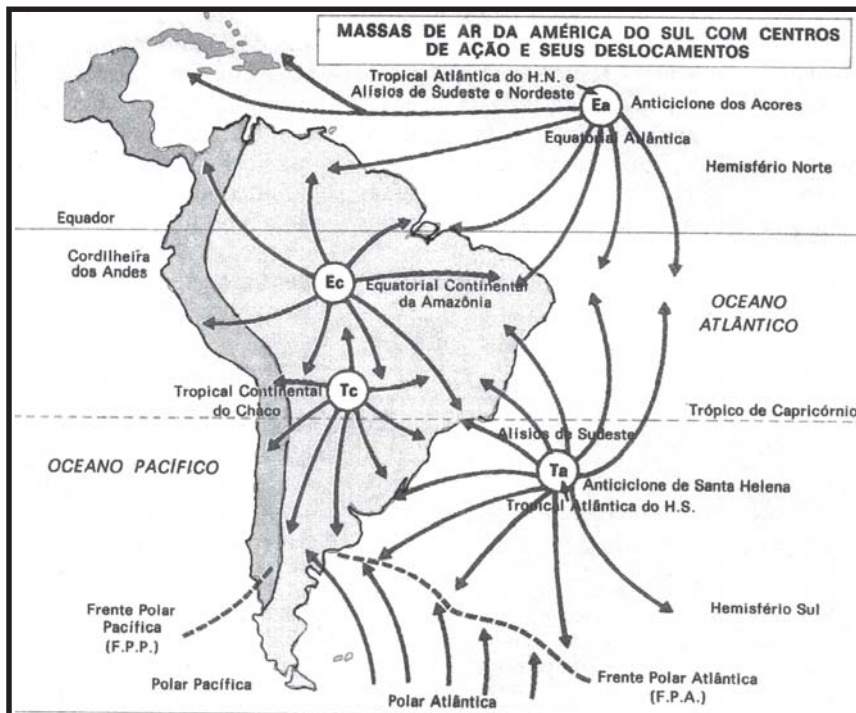 MASSAS DE AR DA AMÉRICA DO SUL COM CENTROS
DE AÇÃO E SEUS DESLOCAMENTOS
Tropical Atlântica do H.N. e
Alísios de Sudeste e Nordeste
Ea
Anticiclone dos Açores
Equatorial Atlântica
Hemisfério Norte
Equador
Cordilheira
dos Andes
Ec
Equatorial Continental
da Amazônia
OCEANO
ATLÂNTICO
Tropical Continental
do Chaco
Tc
Trópico de Capricórnio
Alísios de Sudeste
OCEANO PACÍFICO
Ta
Anticiclone de Santa Helena
Tropical Atlântica do H.S.
Frente Polar
Pacífica
(F.P.P.)
Hemisfério Sul
Polar Pacífica
Polar Atlântica
Frente Polar Atlântica
(F.P.A.)